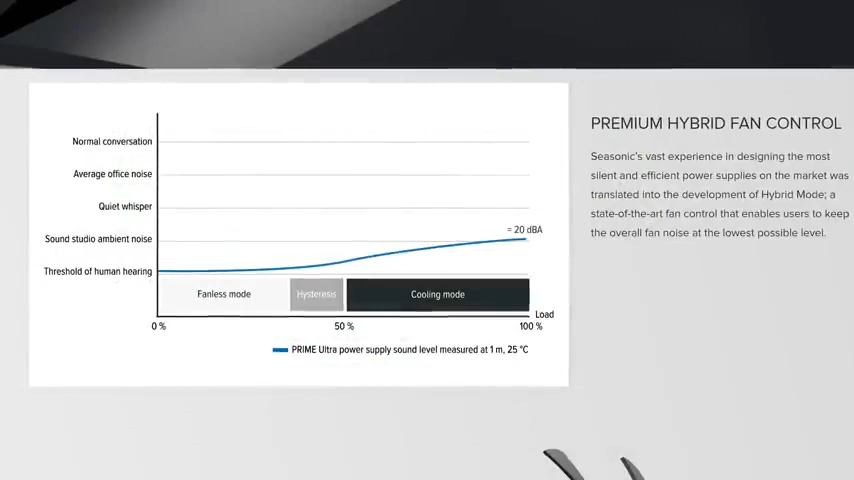 Normal conversation
Average office noise
Quiet whisper
Sound studio ambient noise
= 20 dBA
Threshold of human hearing
Fanless mode
Hysteresis
Cooling mode
Load
0 %
50 %
100 %
PRIME Ultra power supply sound level measured at 1 m, 25 °C
PREMIUM HYBRID FAN CONTROL
Seasonic's vast experience in designing the most
silent and efficient power supplies on the market was
translated into the development of Hybrid Mode; a
state-of-the-art fan control that enables users to keep
the overall fan noise at the lowest possible level.